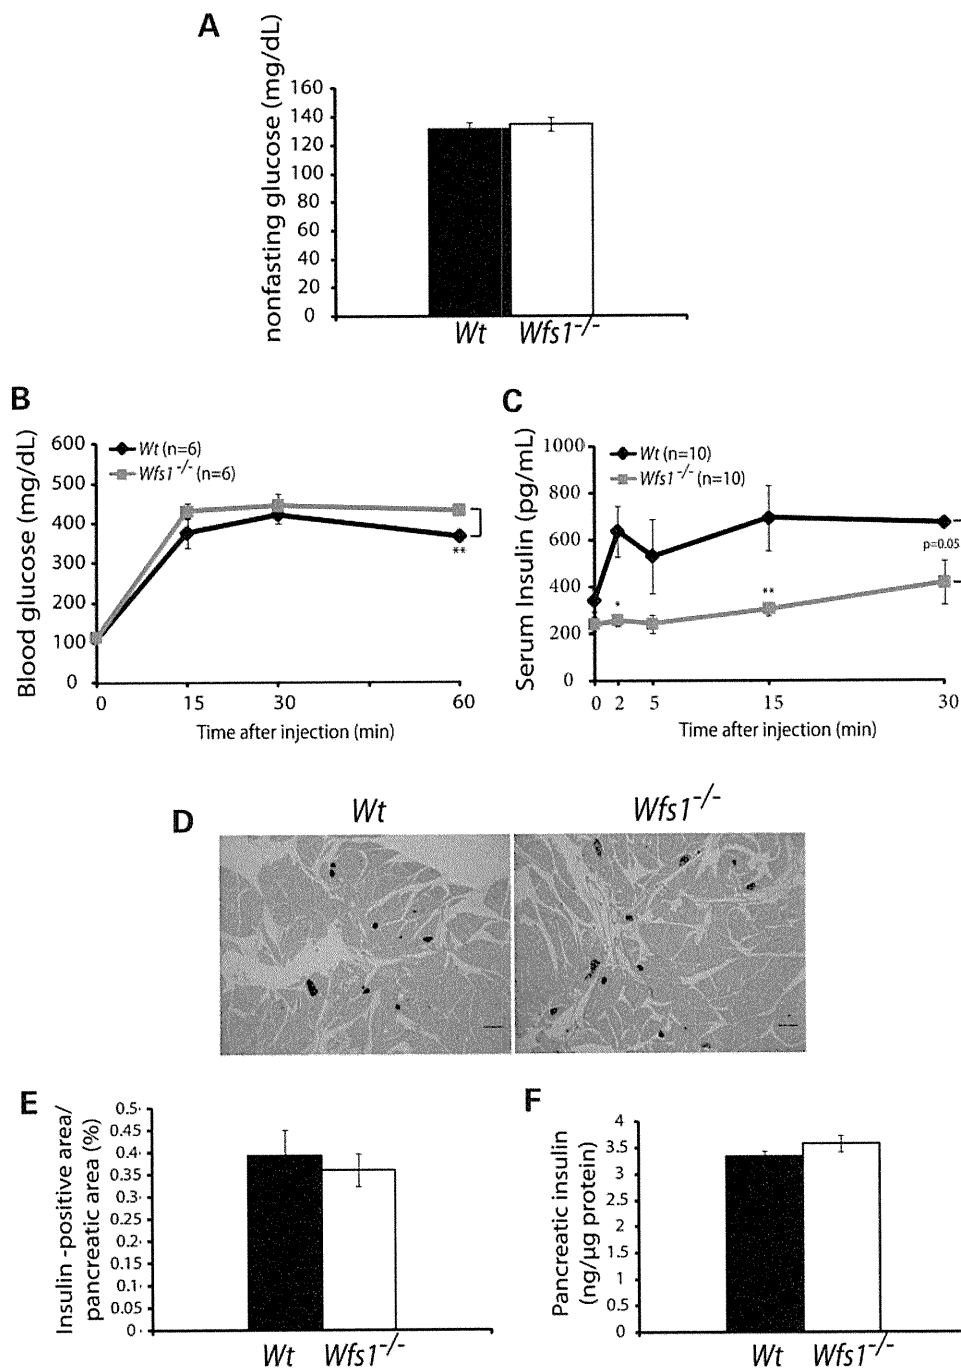 A
nonfasting glucose (mg/dL)
160
140
120
100
80
60
40
20
0
Wt
Wfs1-/-
B
Blood glucose (mg/dL)
600
500
400
300
200
100
0
Wt (n=6)
Wfs1-/- (n=6)
**
0
15
30
60
Time after injection (min)
C
Serum Insulin (pg/mL)
1000
800
600
400
200
0
Wt (n=10)
Wfs1-/- (n=10)
p=0.05
*
**
0
2
5
15
30
Time after injection (min)
D
Wt
Wfs1-/-
E
Insulin -positive area/
pancreatic area (%)
0.5
0.45
0.4
0.35
0.3
0.25
0.2
0.15
0.1
0.05
0
Wt
Wfs1-/-
F
Pancreatic insulin
(ng/μg protein)
4
3.5
3
2.5
2
1.5
1
0.5
0
Wt
Wfs1-/-